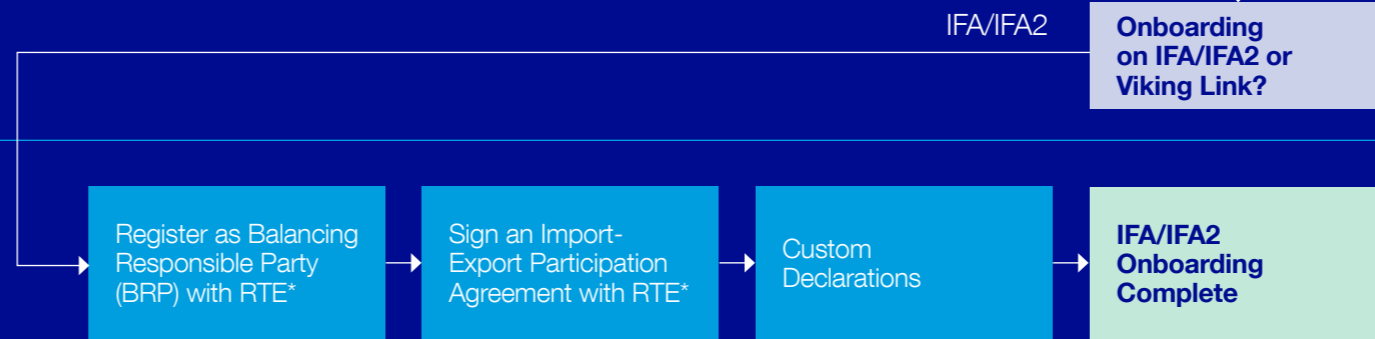 IFA/IFA2
Onboarding
on IFA/IFA2 or
Viking Link?
Register as Balancing
Responsible Party
(BRP) with RTE*
Sign an Import-
Export Participation
Agreement with RTE*
Custom
Declarations
IFA/IFA2
Onboarding
Complete